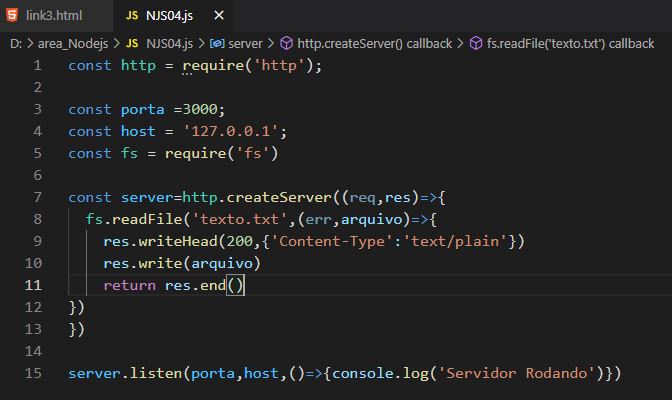 link3.html
JS NJS04.js ×
D: > area_Nodejs > JS NJS04.js > server > http.createServer() callback > fs.readFile('texto.txt') callback
1 const http = require('http');
2
3 const porta =3000;
4 const host = '127.0.0.1';
5 const fs = require('fs')
6
7 const server=http.createServer((req,res)=>{
8 fs.readFile('texto.txt',(err,arquivo)=>{
9 res.writeHead(200,{'Content-Type':'text/plain'})
10 res.write(arquivo)
11 return res.end()
12 })
13 })
14
15 server.listen(porta,host,()=>{console.log('Servidor Rodando')})